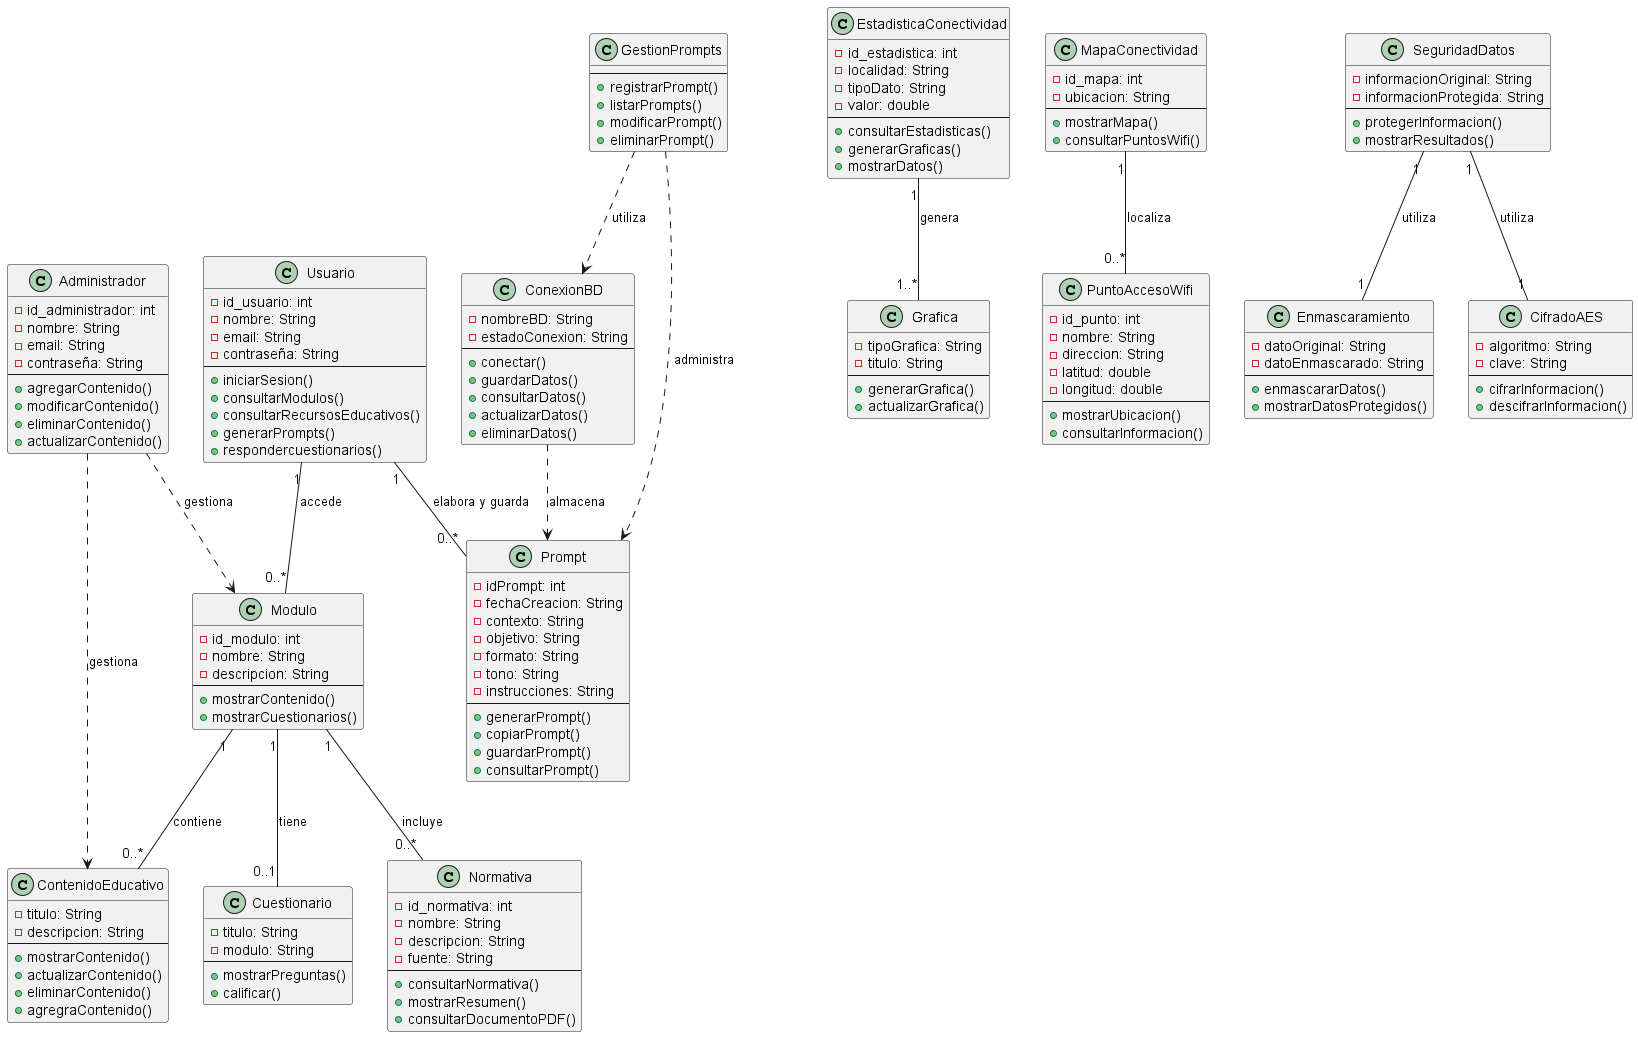 GestionPrompts
registrarPrompt()
listarPrompts()
modificarPrompt()
eliminarPrompt()
EstadisticaConectividad
id_estadistica: int
localidad: String
tipoDato: String
valor: double
consultarEstadisticas()
generarGraficas()
mostrarDatos()
MapaConectividad
id_mapa: int
ubicacion: String
mostrarMapa()
consultarPuntosWifi()
SeguridadDatos
informacionOriginal: String
informacionProtegida: String
protegerInformacion()
mostrarResultados()
utiliza
administra
1
genera
1..*
1
localiza
0..*
1
utiliza
1
1
utiliza
1
Administrador
id_administrador: int
nombre: String
email: String
contraseña: String
agregarContenido()
modificarContenido()
eliminarContenido()
actualizarContenido()
Usuario
id_usuario: int
nombre: String
email: String
contraseña: String
iniciarSesion()
consultarModulos()
consultarRecursosEducativos()
generarPrompts()
respondercuestionarios()
ConexionBD
nombreBD: String
estadoConexion: String
conectar()
guardarDatos()
consultarDatos()
actualizarDatos()
eliminarDatos()
Grafica
tipoGrafica: String
titulo: String
generarGrafica()
actualizarGrafica()
PuntoAccesoWifi
id_punto: int
nombre: String
direccion: String
latitud: double
longitud: double
mostrarUbicacion()
consultarInformacion()
Enmascaramiento
datoOriginal: String
datoEnmascarado: String
enmascararDatos()
mostrarDatosProtegidos()
CifradoAES
algoritmo: String
clave: String
cifrarInformacion()
descifrarInformacion()
gestiona
gestiona
1
accede
0..*
1
elabora y guarda
0..*
almacena
Modulo
id_modulo: int
nombre: String
descripcion: String
mostrarContenido()
mostrarCuestionarios()
Prompt
idPrompt: int
fechaCreacion: String
contexto: String
objetivo: String
formato: String
tono: String
instrucciones: String
generarPrompt()
copiarPrompt()
guardarPrompt()
consultarPrompt()
1
contiene
0..*
1
tiene
0..1
1
incluye
0..*
ContenidoEducativo
titulo: String
descripcion: String
mostrarContenido()
actualizarContenido()
eliminarContenido()
agregraContenido()
Cuestionario
titulo: String
modulo: String
mostrarPreguntas()
calificar()
Normativa
id_normativa: int
nombre: String
descripcion: String
fuente: String
consultarNormativa()
mostrarResumen()
consultarDocumentoPDF()